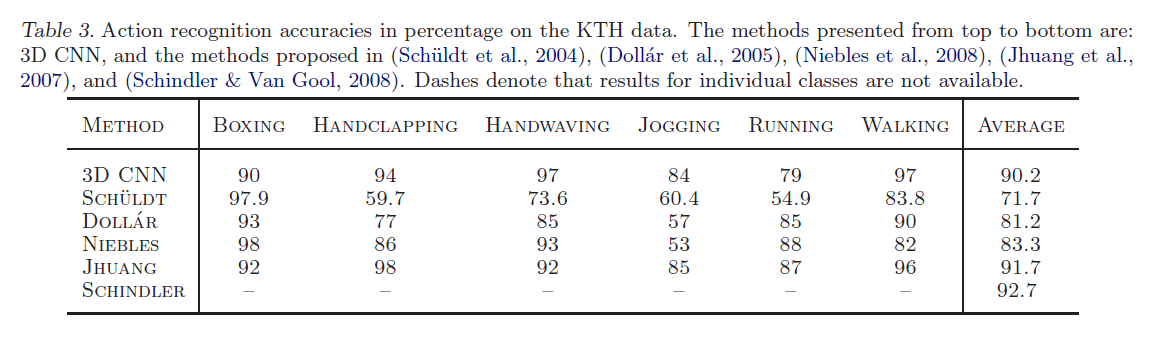 Table 3. Action recognition accuracies in percentage on the KTH data. The methods presented from top to bottom are:
3D CNN, and the methods proposed in (Schüldt et al., 2004), (Dollár et al., 2005), (Niebles et al., 2008), (Jhuang et al.,
2007), and (Schindler & Van Gool, 2008). Dashes denote that results for individual classes are not available.
METHOD BOXING HANDCLAPPING HANDWAVING JOGGING RUNNING WALKING AVERAGE
3D CNN 90 94 97 84 79 97 90.2
SCHÜLDT 97.9 59.7 73.6 60.4 54.9 83.8 71.7
DOLLÁR 93 77 85 57 85 90 81.2
NIEBLES 98 86 93 53 88 82 83.3
JHUANG 92 98 92 85 87 96 91.7
SCHINDLER – – – – – – 92.7